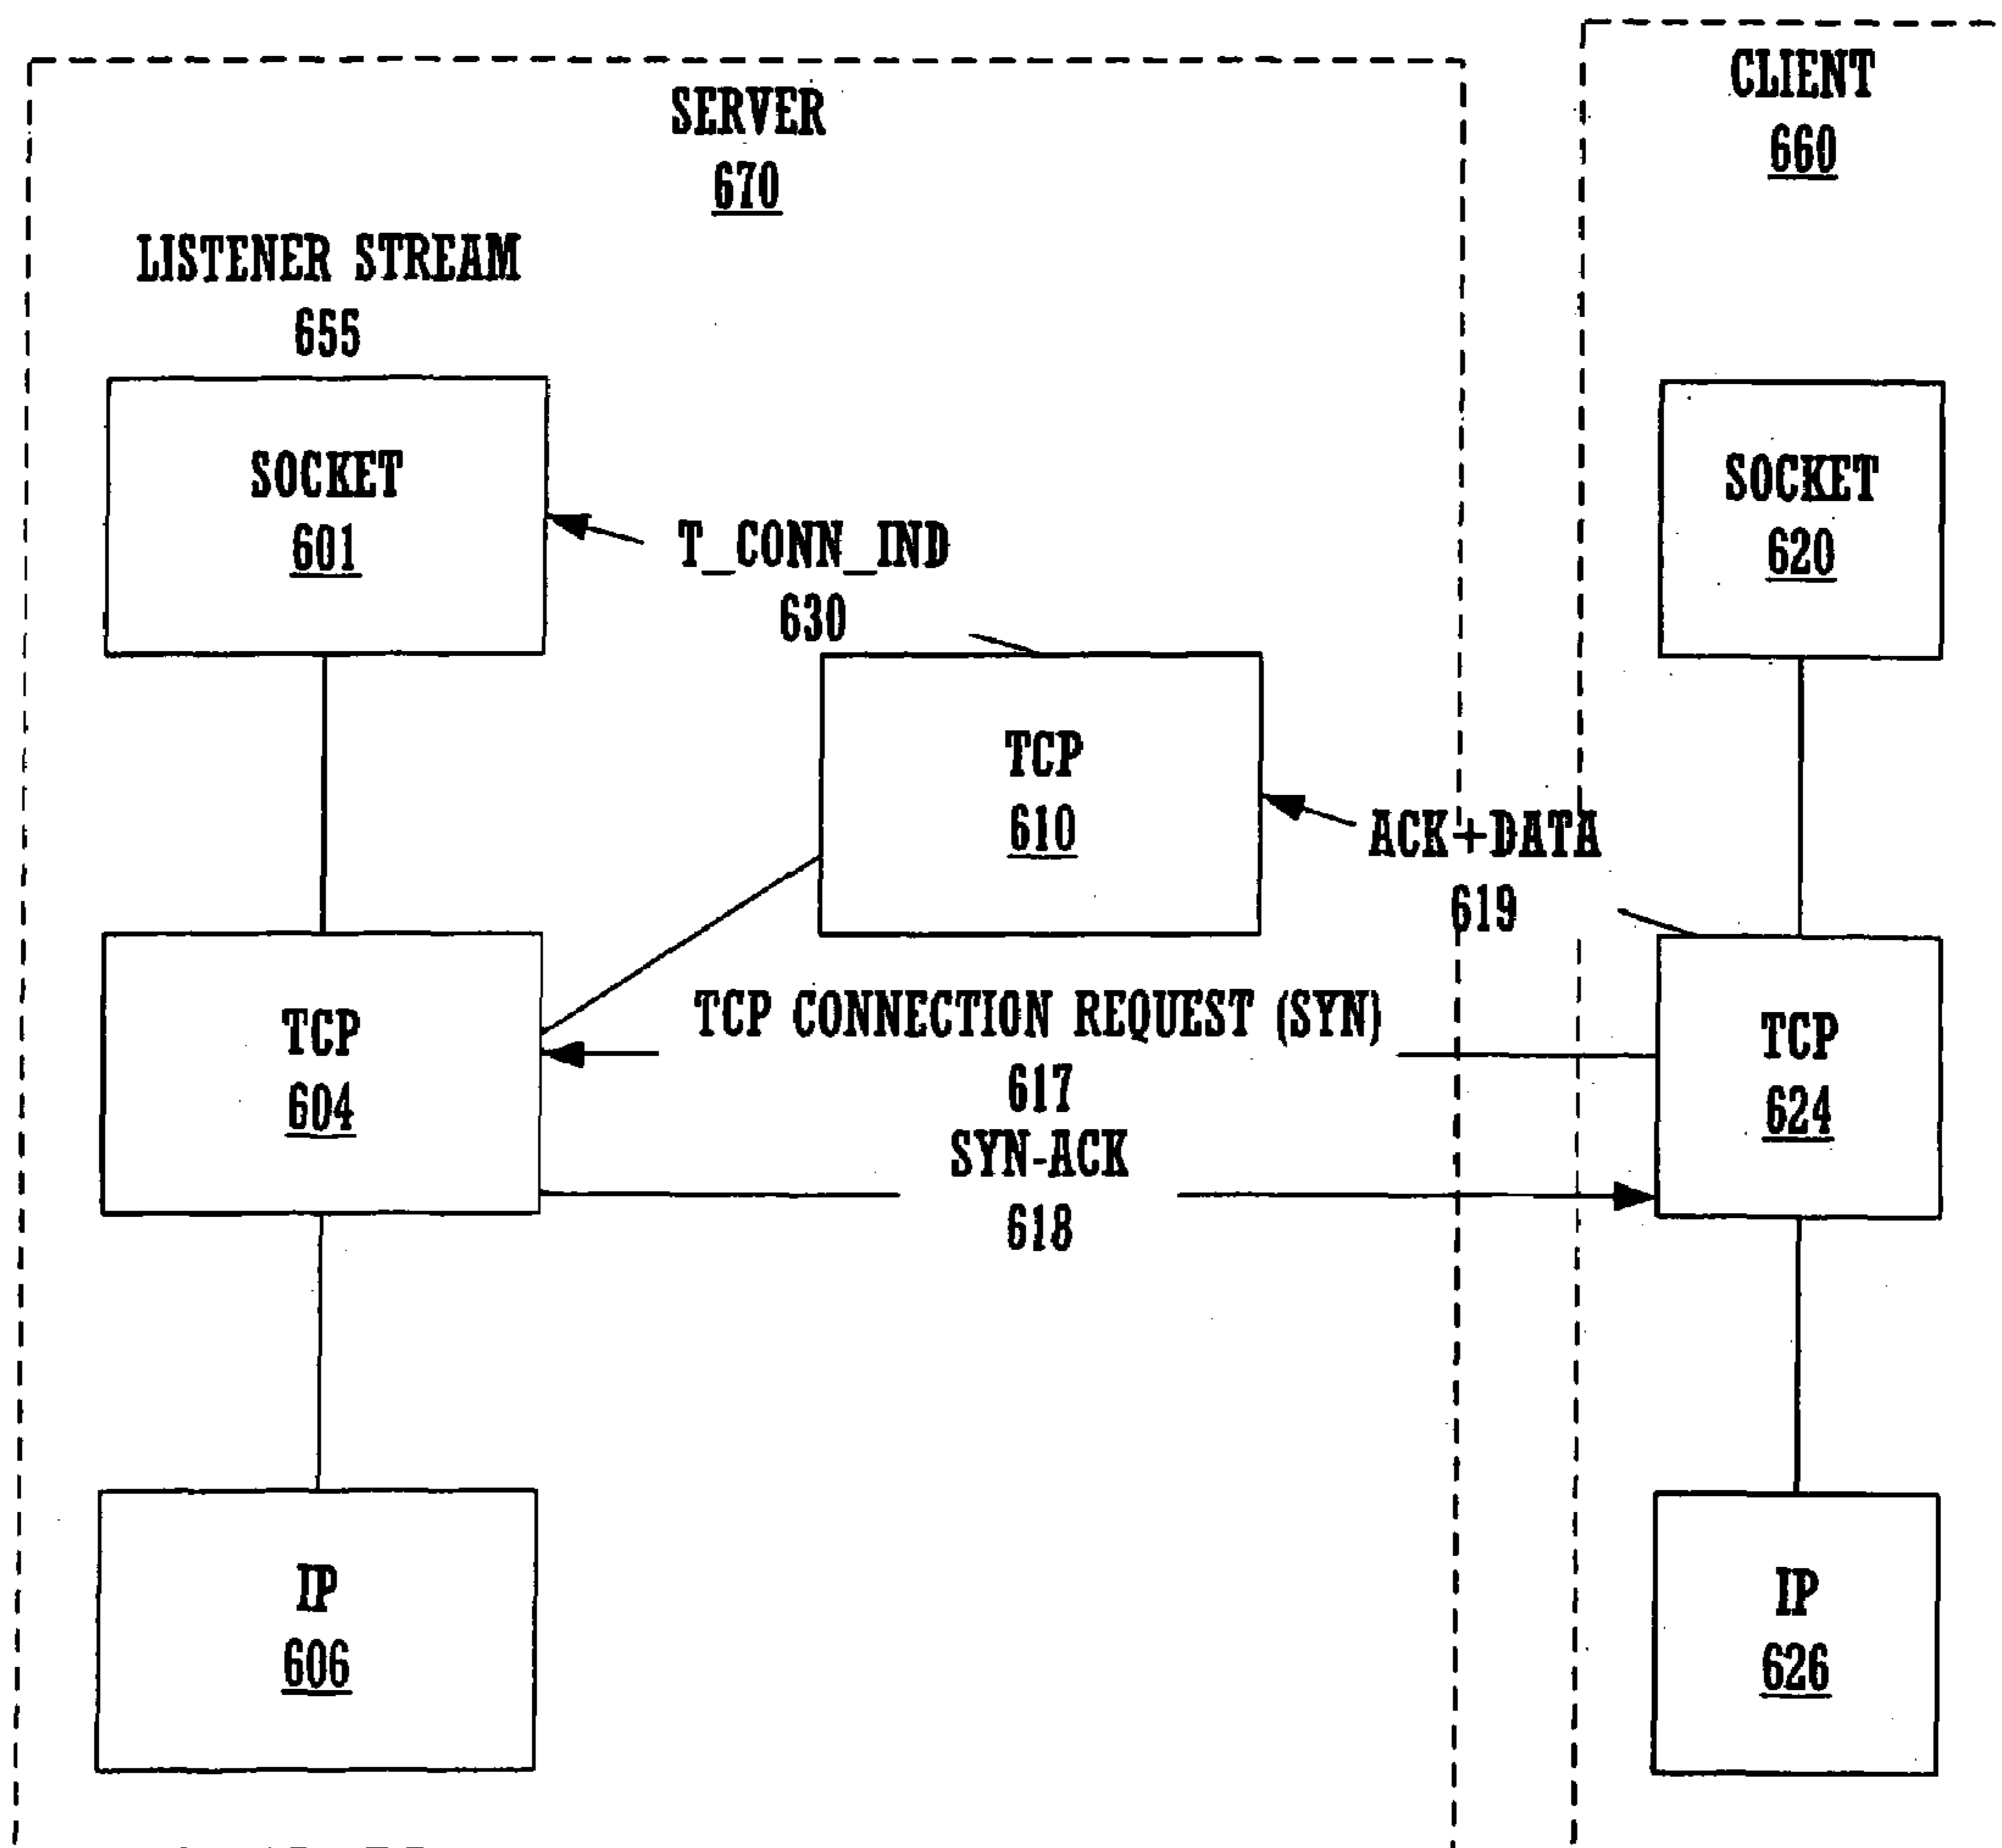 SERVER
670
CLIENT
660
LISTENER STREAM
655
SOCKET
601
T_CONN_IND
630
SOCKET
620
TCP
610
ACK+DATA
619
TCP
604
TCP CONNECTION REQUEST (SYN)
617
SYN-ACK
618
TCP
624
IP
606
IP
626